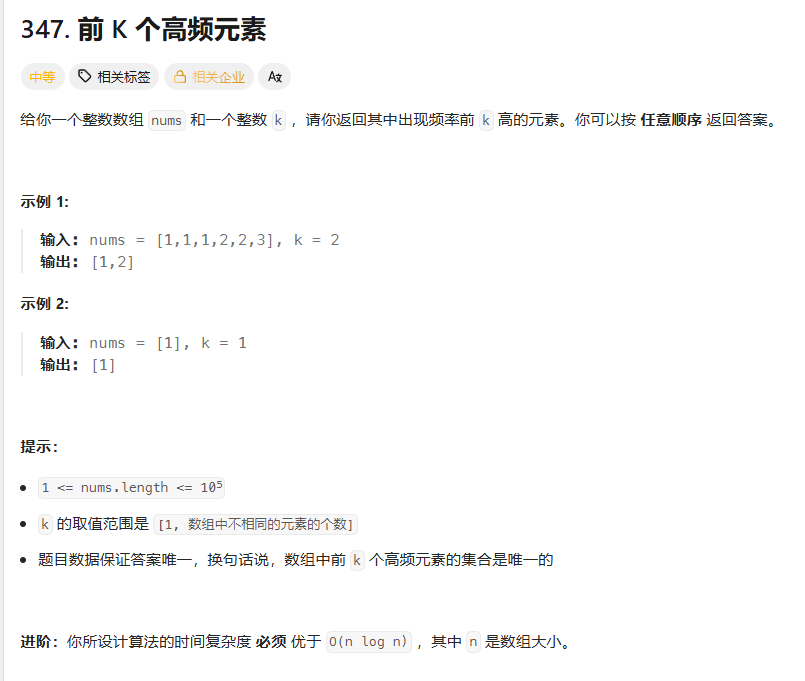 347. 前 K 个高频元素
中等 相关标签 相关企业 Aあ
给你一个整数数组 nums 和一个整数 k ，请你返回其中出现频率前 k 高的元素。你可以按 任意顺序 返回答案。
示例 1:
输入: nums = [1,1,1,2,2,3], k = 2
输出: [1,2]
示例 2:
输入: nums = [1], k = 1
输出: [1]
提示：
1 <= nums.length <= 10⁵
k 的取值范围是 [1, 数组中不相同的元素的个数]
题目数据保证答案唯一，换句话说，数组中前 k 个高频元素的集合是唯一的
进阶：你所设计算法的时间复杂度 必须 优于 O(n log n) ，其中 n 是数组大小。